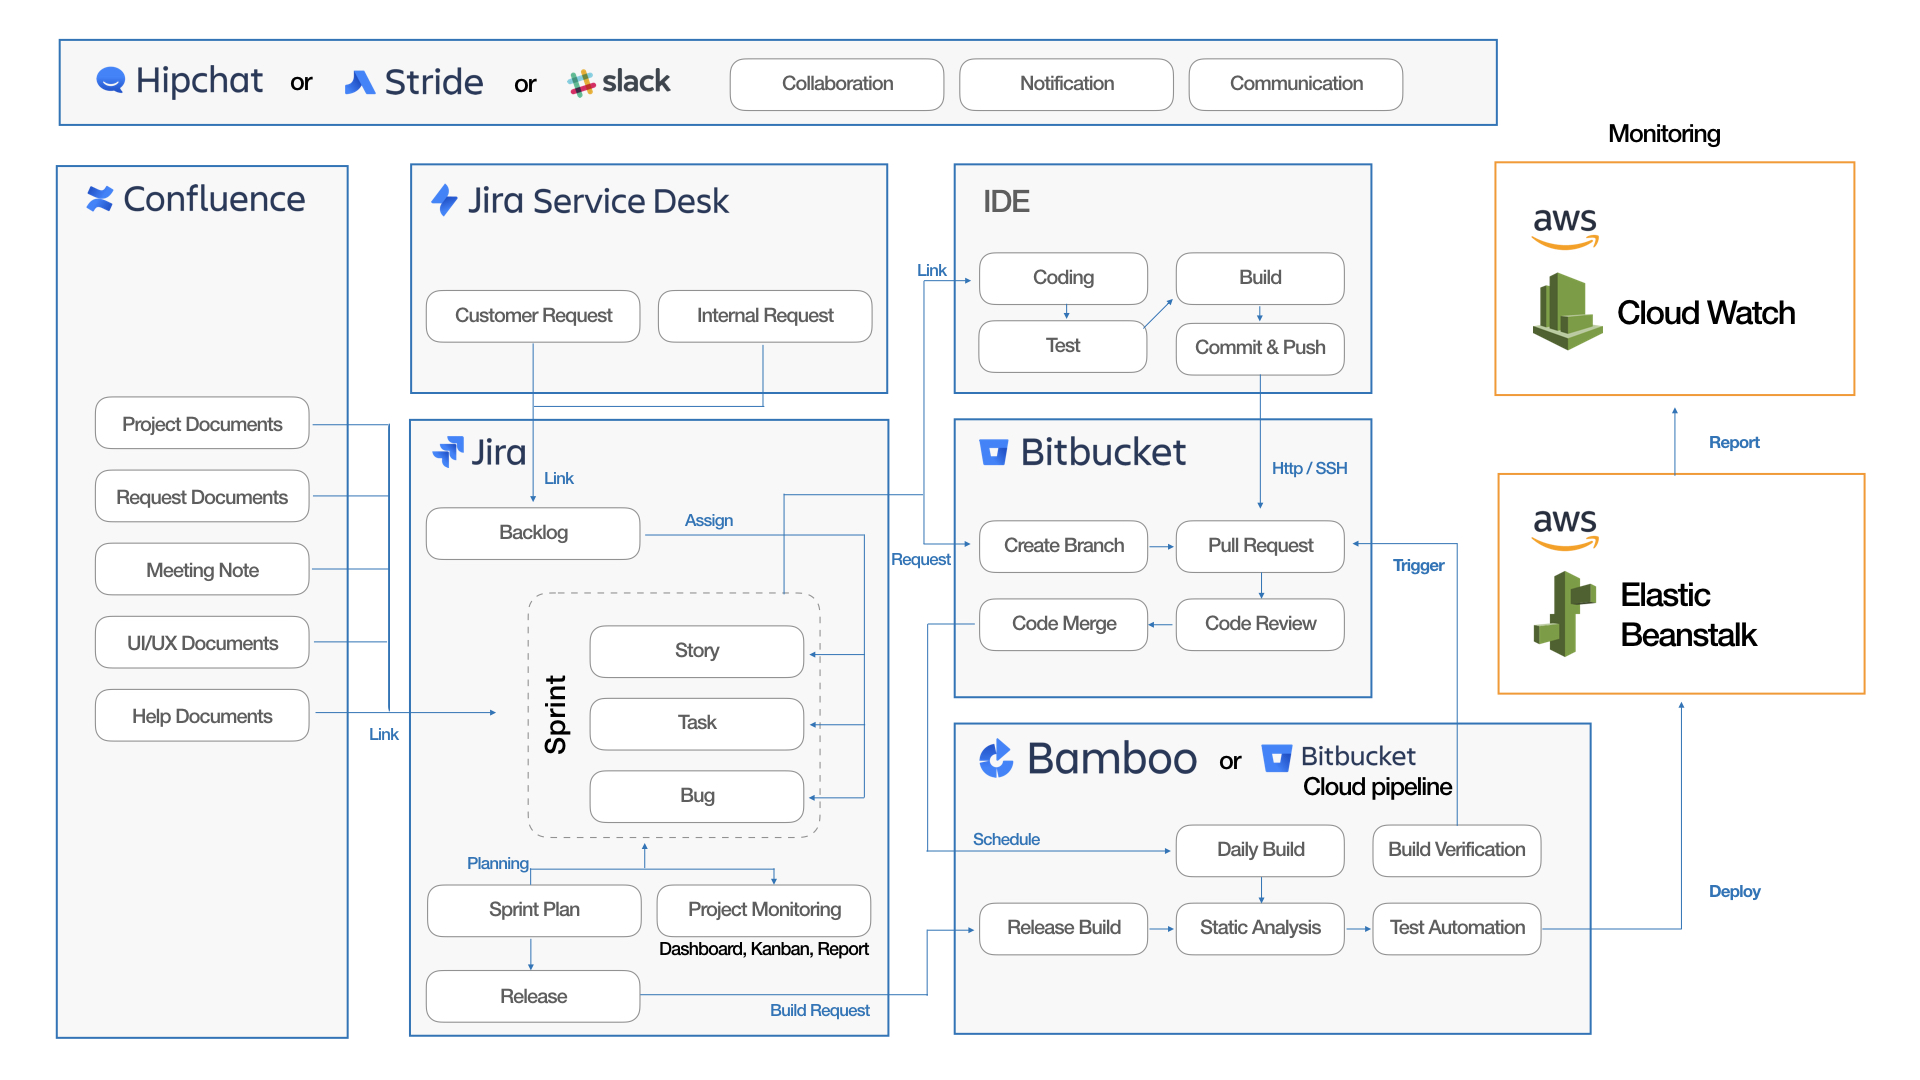 Hipchat or Stride or slack
Collaboration
Notification
Communication
Confluence
Project Documents
Request Documents
Meeting Note
UI/UX Documents
Help Documents
Link
Jira Service Desk
Customer Request
Internal Request
Jira
Link
Backlog
Assign
Sprint
Story
Task
Bug
Planning
Sprint Plan
Project Monitoring
Dashboard, Kanban, Report
Release
Build Request
IDE
Link
Coding
Build
Test
Commit & Push
Bitbucket
Http / SSH
Request
Create Branch
Pull Request
Code Merge
Code Review
Trigger
Bamboo or Bitbucket
Cloud pipeline
Schedule
Daily Build
Build Verification
Release Build
Static Analysis
Test Automation
Monitoring
aws
Cloud Watch
Report
aws
Elastic
Beanstalk
Deploy